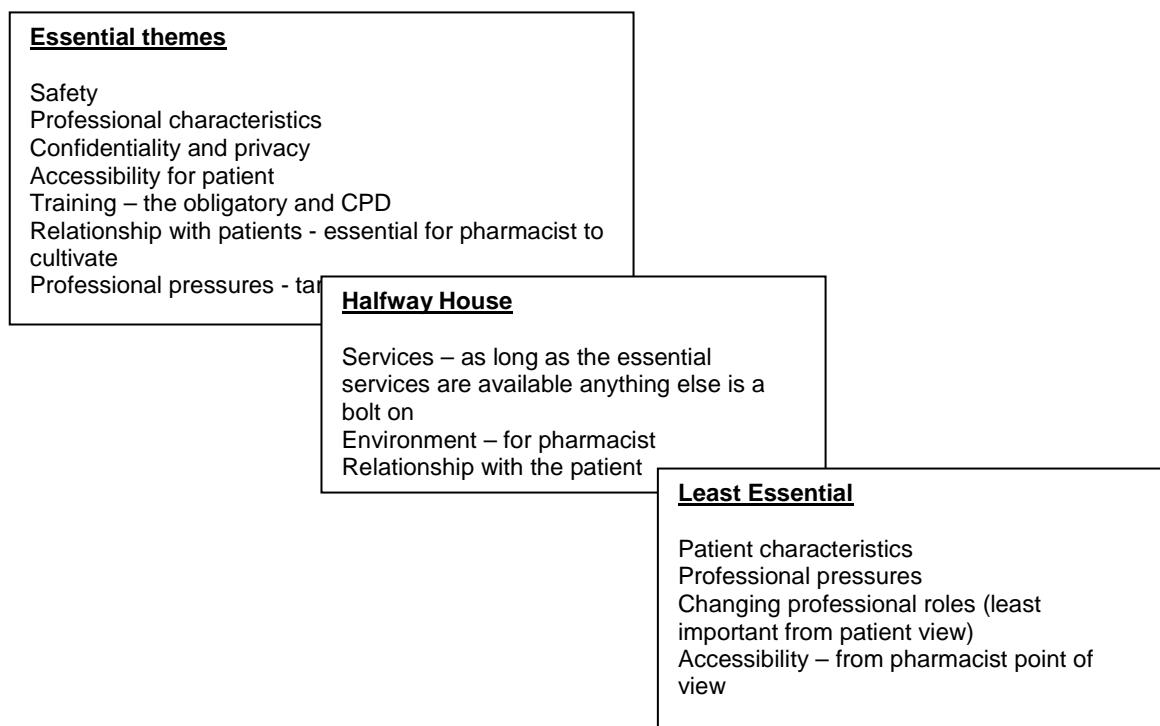 Essential themes
Safety
Professional characteristics
Confidentiality and privacy
Accessibility for patient
Training – the obligatory and CPD
Relationship with patients - essential for pharmacist to
cultivate
Professional pressures -
Halfway House
Services – as long as the essential
services are available anything else is a
bolt on
Environment – for pharmacist
Relationship with the patient
Least Essential
Patient characteristics
Professional pressures
Changing professional roles (least
important from patient view)
Accessibility – from pharmacist point of
view